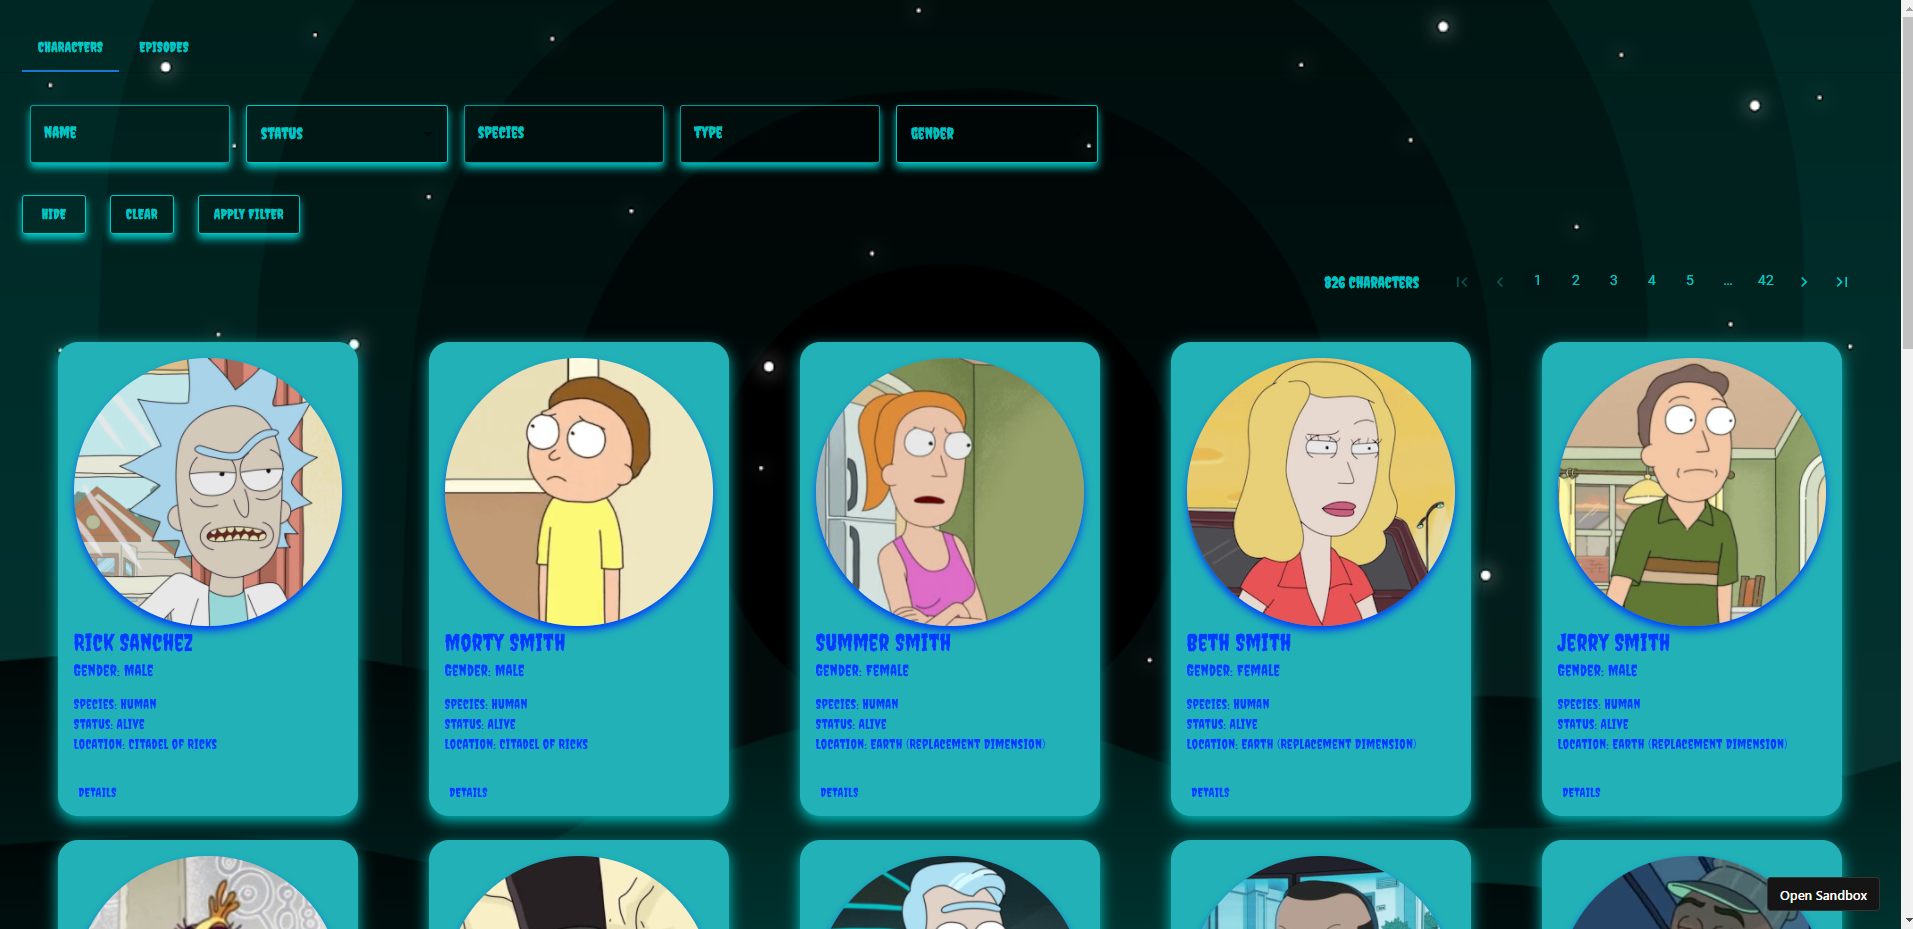 CHARACTERS EPISODES
NAME STATUS SPECIES TYPE GENDER
HIDE CLEAR APPLY FILTER
826 CHARACTERS 1 2 3 4 5 ... 42
RICK SANCHEZ
GENDER: MALE
SPECIES: HUMAN
STATUS: ALIVE
LOCATION: CITADEL OF RICKS
DETAILS
MORTY SMITH
GENDER: MALE
SPECIES: HUMAN
STATUS: ALIVE
LOCATION: CITADEL OF RICKS
DETAILS
SUMMER SMITH
GENDER: FEMALE
SPECIES: HUMAN
STATUS: ALIVE
LOCATION: EARTH (REPLACEMENT DIMENSION)
DETAILS
BETH SMITH
GENDER: FEMALE
SPECIES: HUMAN
STATUS: ALIVE
LOCATION: EARTH (REPLACEMENT DIMENSION)
DETAILS
JERRY SMITH
GENDER: MALE
SPECIES: HUMAN
STATUS: ALIVE
LOCATION: EARTH (REPLACEMENT DIMENSION)
DETAILS
Open Sandbox